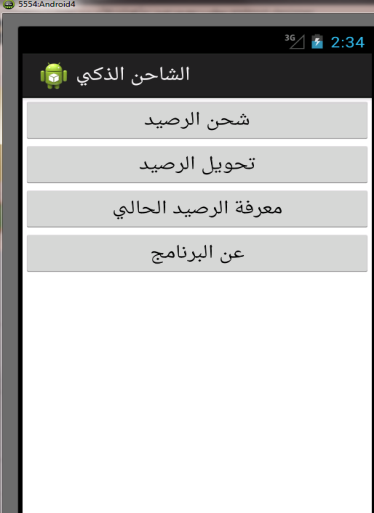 5554:Android4
3G 2:34
الشاحن الذكي
شحن الرصيد
تحويل الرصيد
معرفة الرصيد الحالي
عن البرنامج